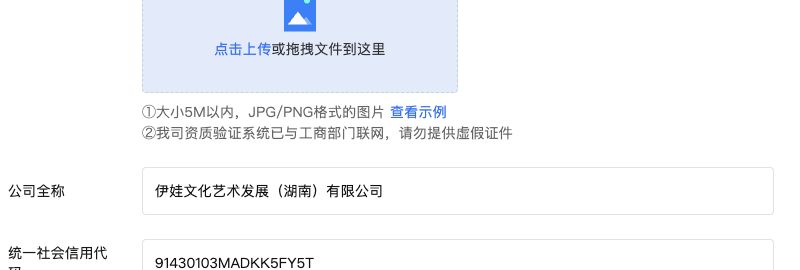 点击上传或拖拽文件到这里
①大小5M以内，JPG/PNG格式的图片 查看示例
②我司资质验证系统已与工商部门联网，请勿提供虚假证件
公司全称
伊娃文化艺术发展（湖南）有限公司
统一社会信用代
91430103MADKK5FY5T